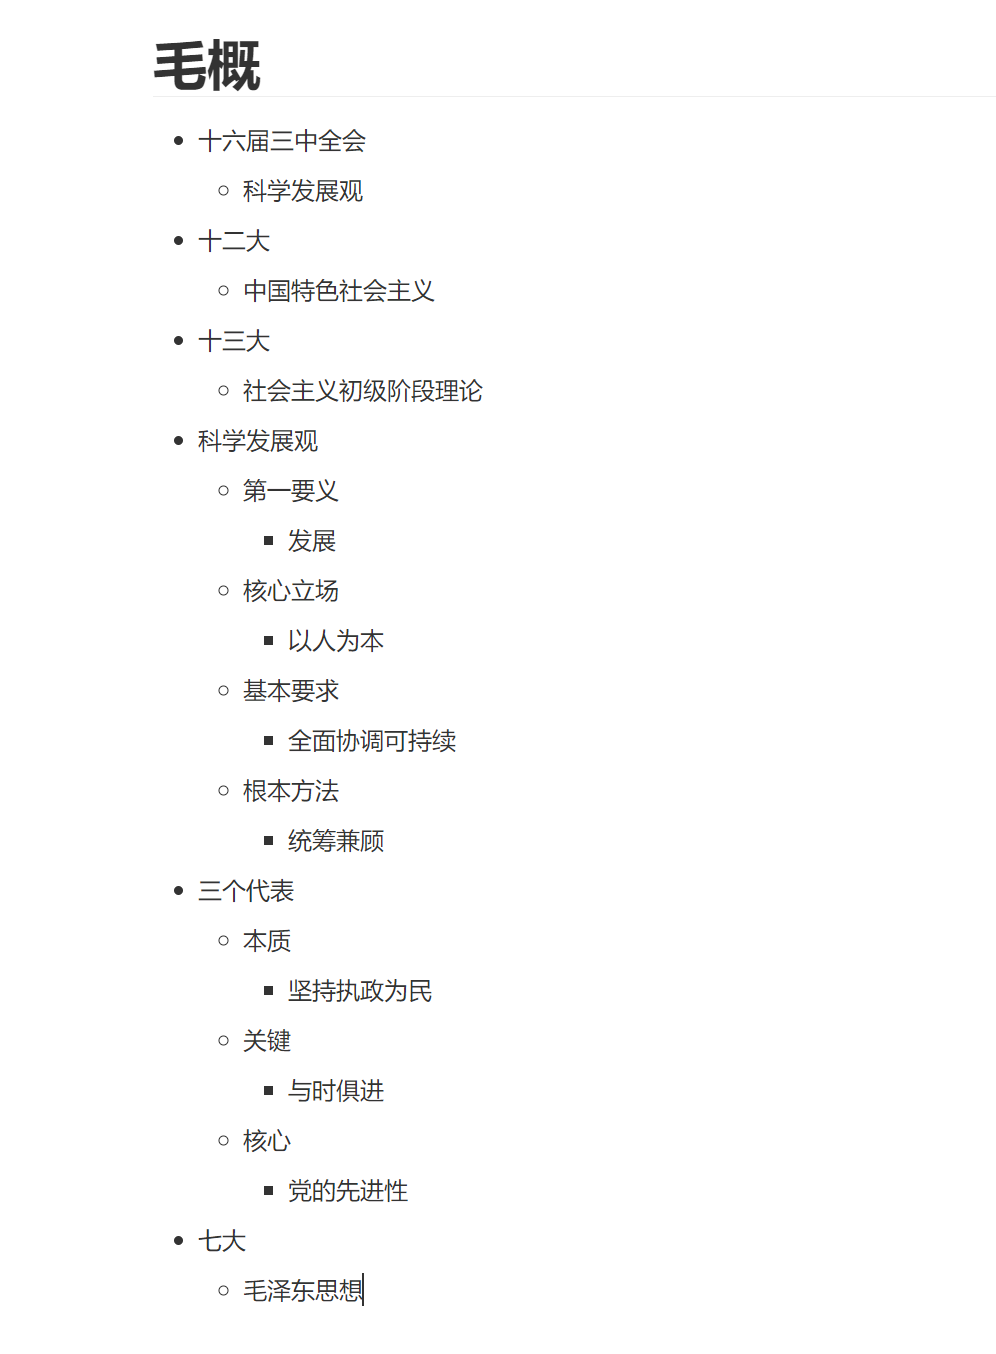 毛概
十六届三中全会
科学发展观
十二大
中国特色社会主义
十三大
社会主义初级阶段理论
科学发展观
第一要义
发展
核心立场
以人为本
基本要求
全面协调可持续
根本方法
统筹兼顾
三个代表
本质
坚持执政为民
关键
与时俱进
核心
党的先进性
七大
毛泽东思想